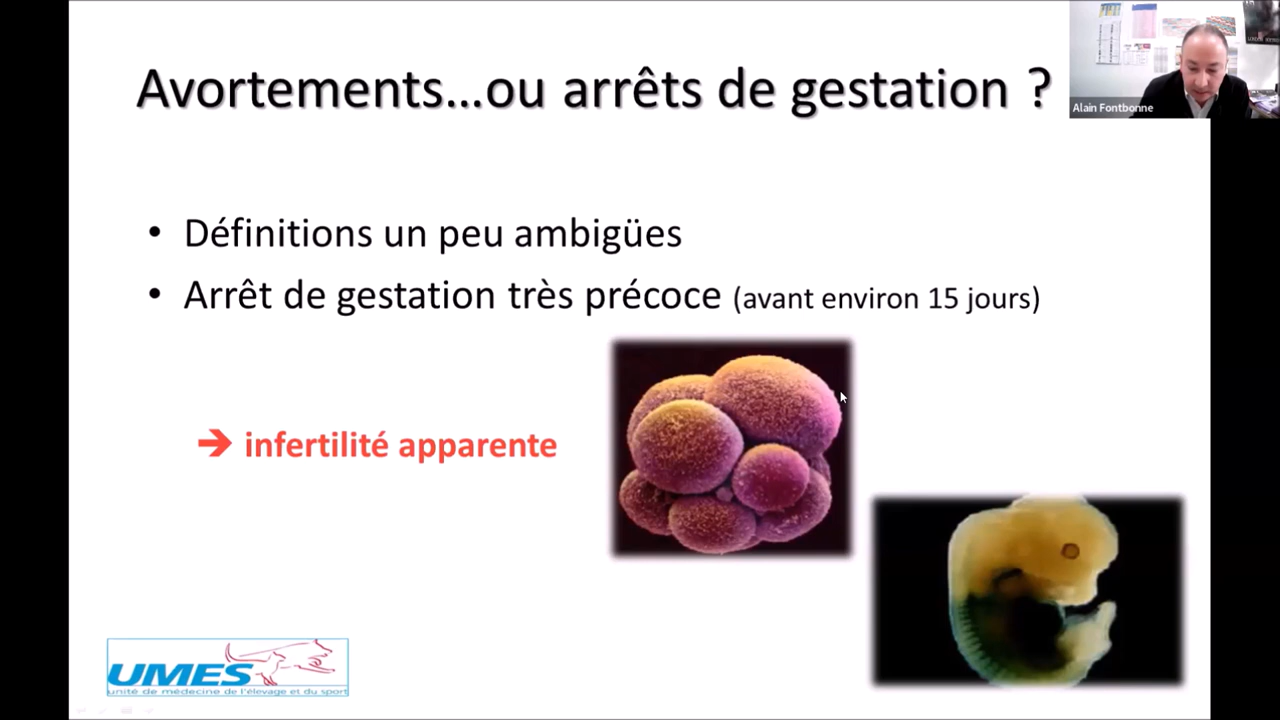 Avortements...ou arrêts de gestation ?
Alain Fontbonne
• Définitions un peu ambigües
• Arrêt de gestation très précoce (avant environ 15 jours)
➔ infertilité apparente
UMES
unité de médecine de l'élevage et du sport